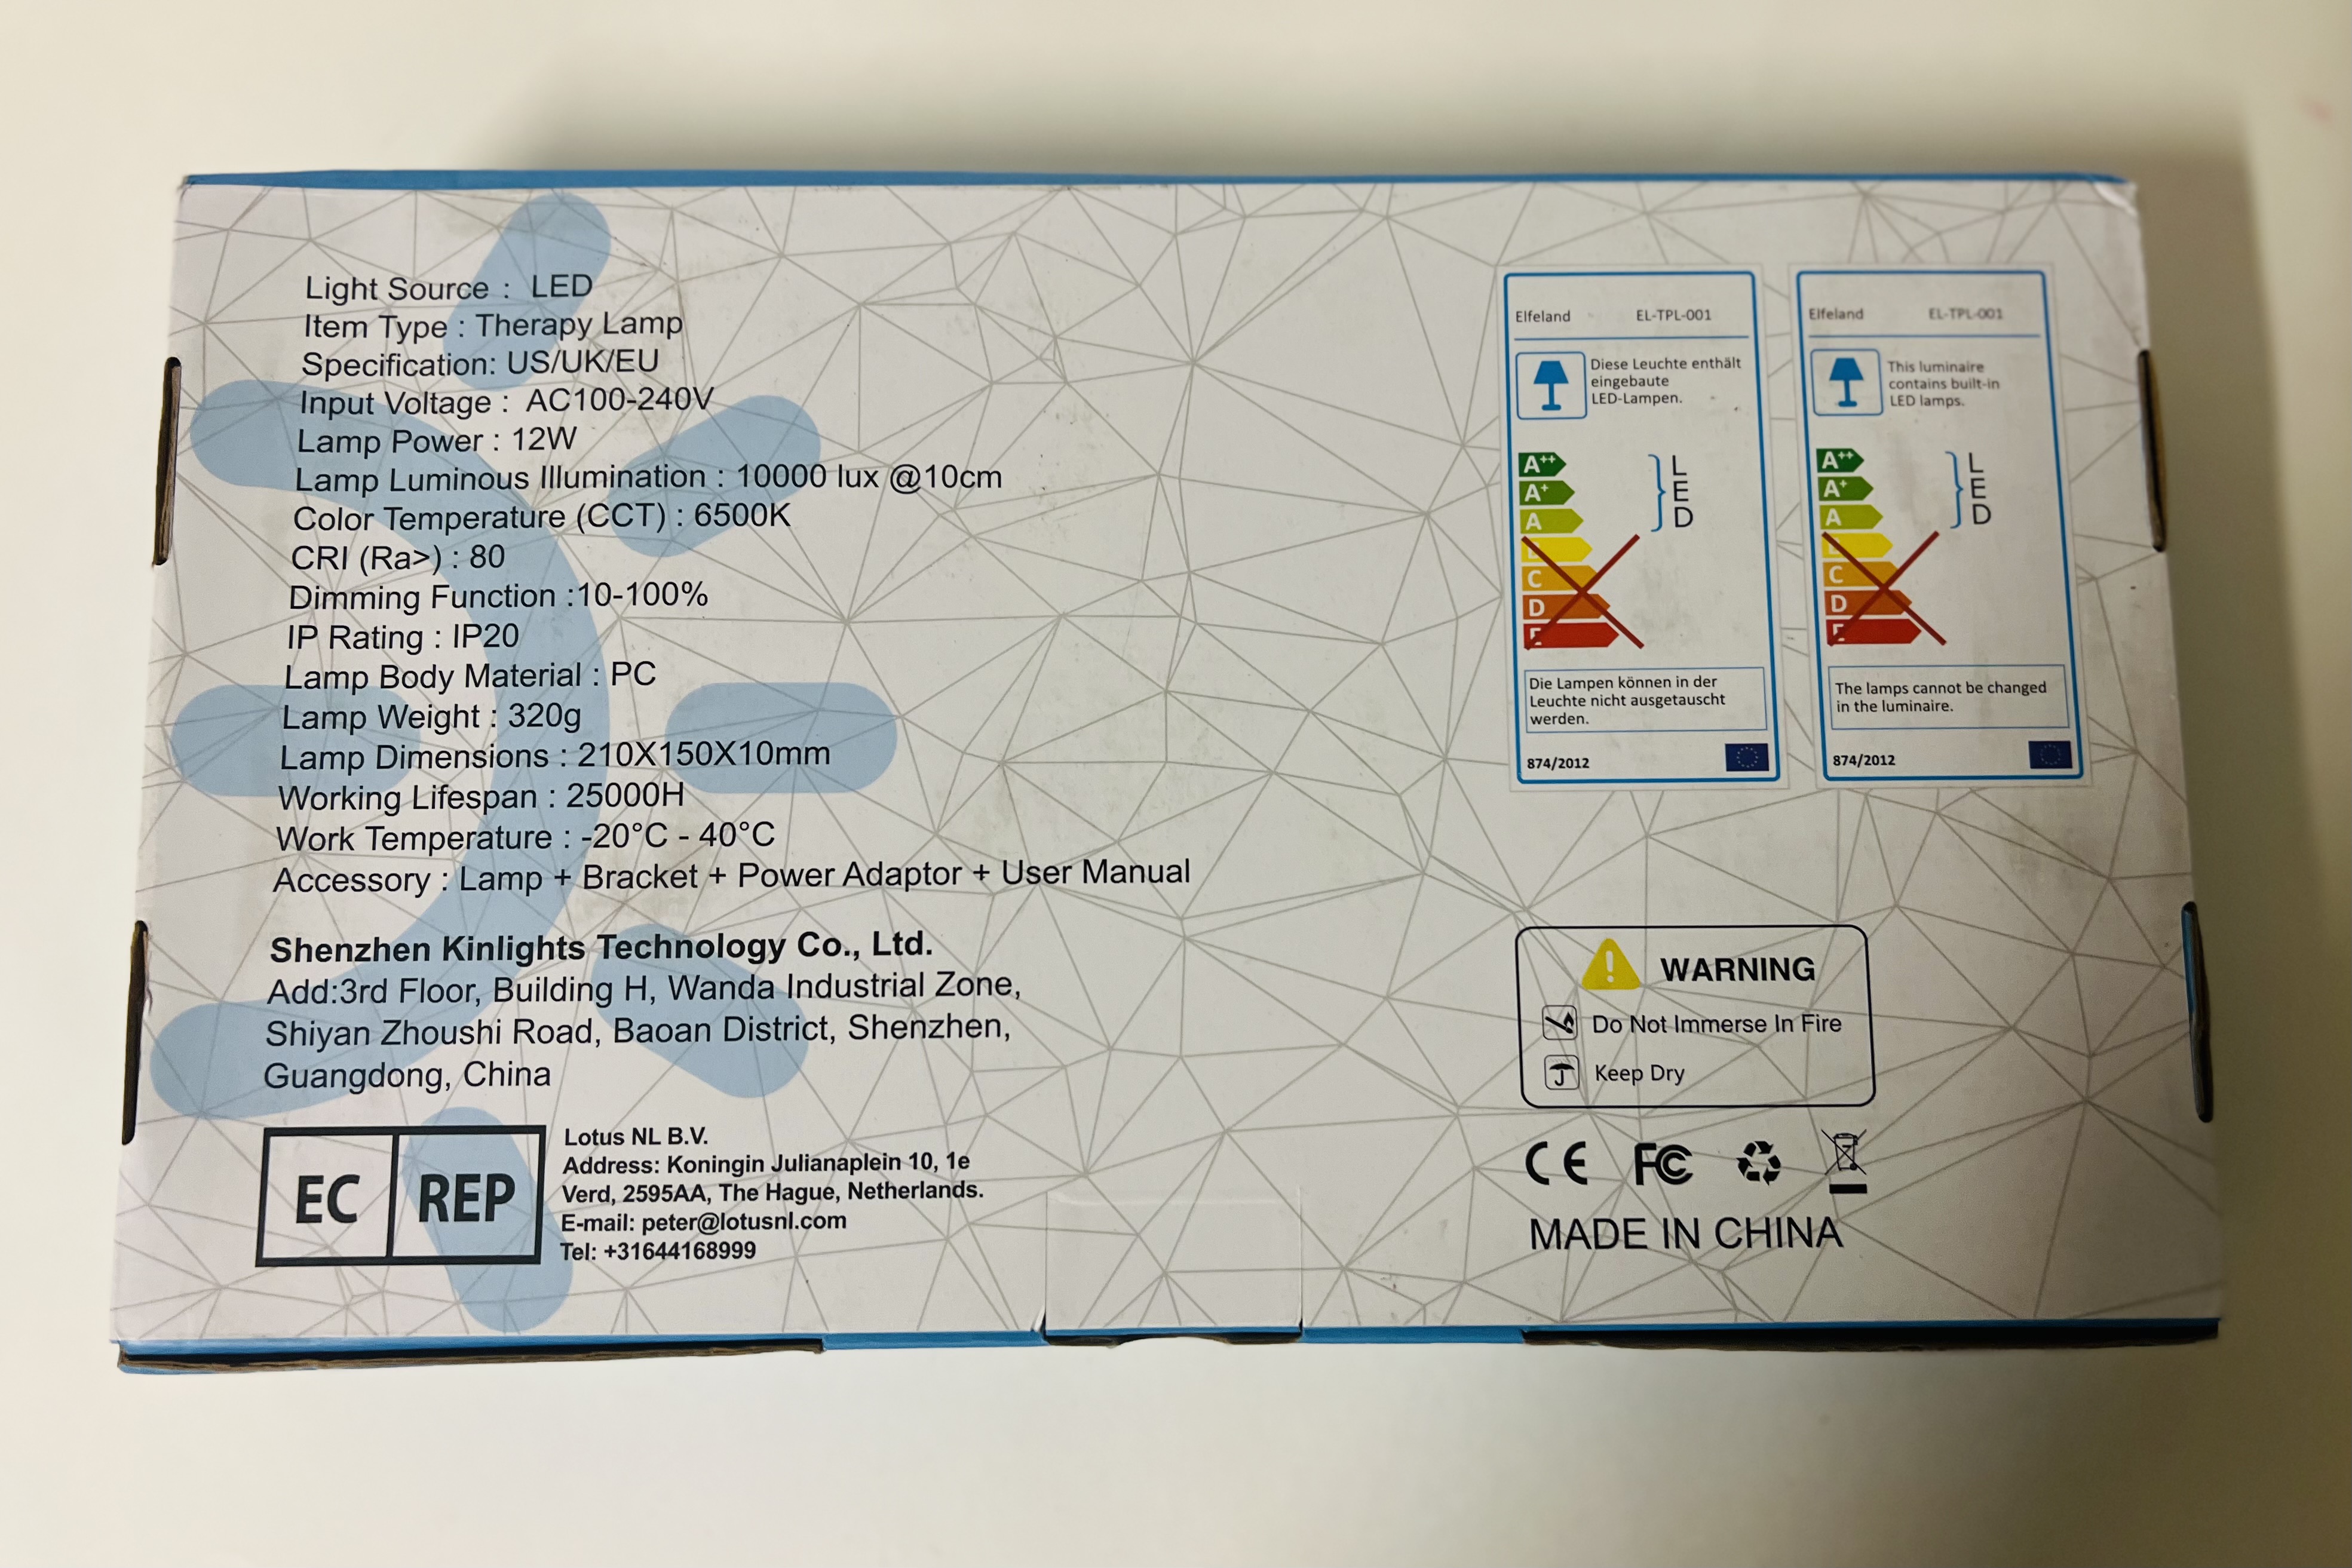 Light Source : LED
Item Type : Therapy Lamp
Specification: US/UK/EU
Input Voltage : AC100-240V
Lamp Power : 12W
Lamp Luminous Illumination : 10000 lux @10cm
Color Temperature (CCT) : 6500K
CRI (Ra>) : 80
Dimming Function :10-100%
IP Rating : IP20
Lamp Body Material : PC
Lamp Weight : 320g
Lamp Dimensions : 210X150X10mm
Working Lifespan : 25000H
Work Temperature : -20°C - 40°C
Accessory : Lamp + Bracket + Power Adaptor + User Manual
Shenzhen Kinlights Technology Co., Ltd.
Add:3rd Floor, Building H, Wanda Industrial Zone,
Shiyan Zhoushi Road, Baoan District, Shenzhen,
Guangdong, China
EC REP
Lotus NL B.V.
Address: Koningin Julianaplein 10, 1e
Verd, 2595AA, The Hague, Netherlands.
E-mail: peter@lotusnl.com
Tel: +31644168999
Elfeland EL-TPL-001
Diese Leuchte enthält
eingebaute
LED-Lampen.
A++
A+
A
C
D
E
L
E
D
Die Lampen können in der
Leuchte nicht ausgetauscht
werden.
874/2012
Elfeland EL-TPL-001
This luminaire
contains built-in
LED lamps.
A++
A+
A
C
D
E
L
E
D
The lamps cannot be changed
in the luminaire.
874/2012
WARNING
Do Not Immerse In Fire
Keep Dry
CE FC
MADE IN CHINA